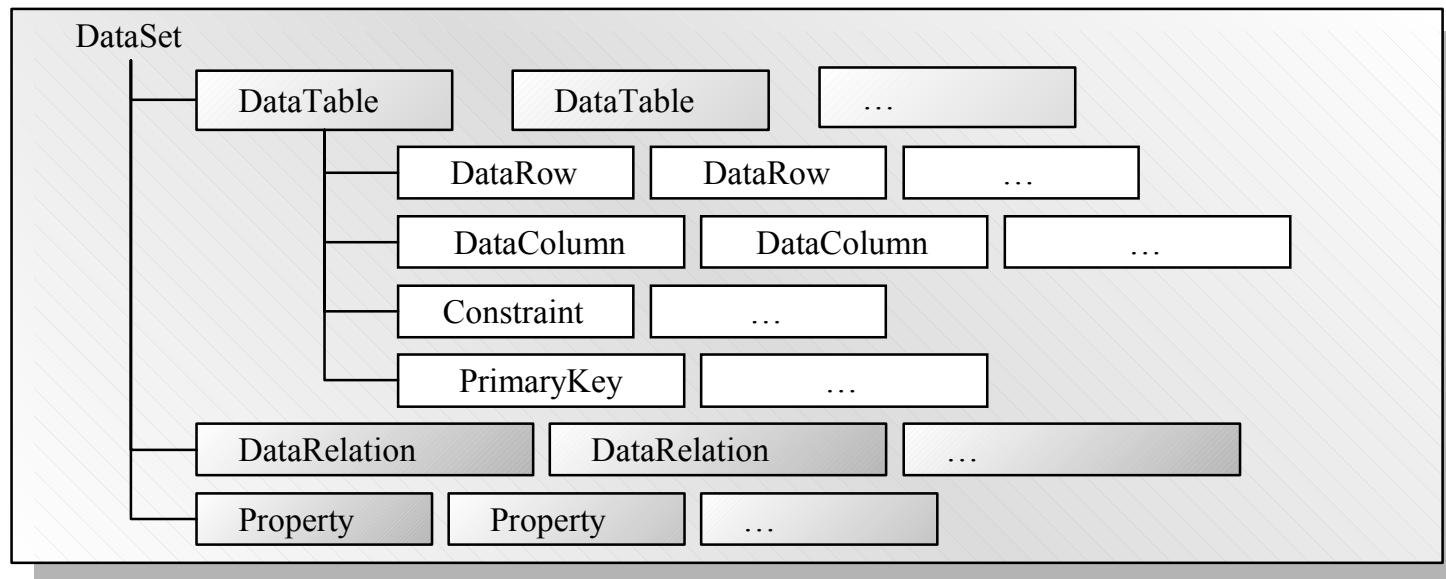 DataSet
DataTable DataTable …
DataRow DataRow …
DataColumn DataColumn …
Constraint …
PrimaryKey …
DataRelation DataRelation …
Property Property …